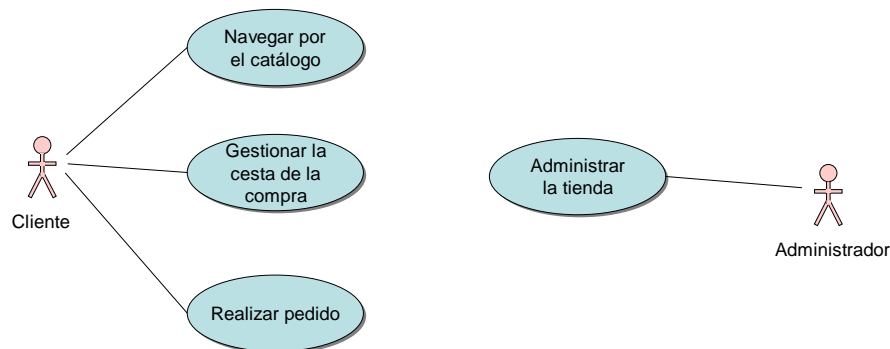 Navegar por
el catálogo
Gestionar la
cesta de la
compra
Administrar
la tienda
Cliente
Administrador
Realizar pedido